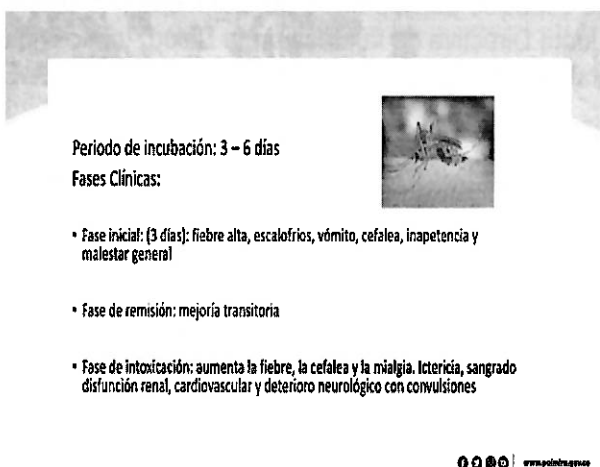 Periodo de incubación: 3 – 6 días
Fases Clínicas:
• Fase inicial: (3 días): fiebre alta, escalofrios, vómito, cefalea, inapetencia y
malestar general
• Fase de remisión: mejoría transitoria
• Fase de intoxicación: aumenta la fiebre, la cefalea y la mialgia. Ictericia, sangrado
disfunción renal, cardiovascular y deterioro neurológico con convulsiones